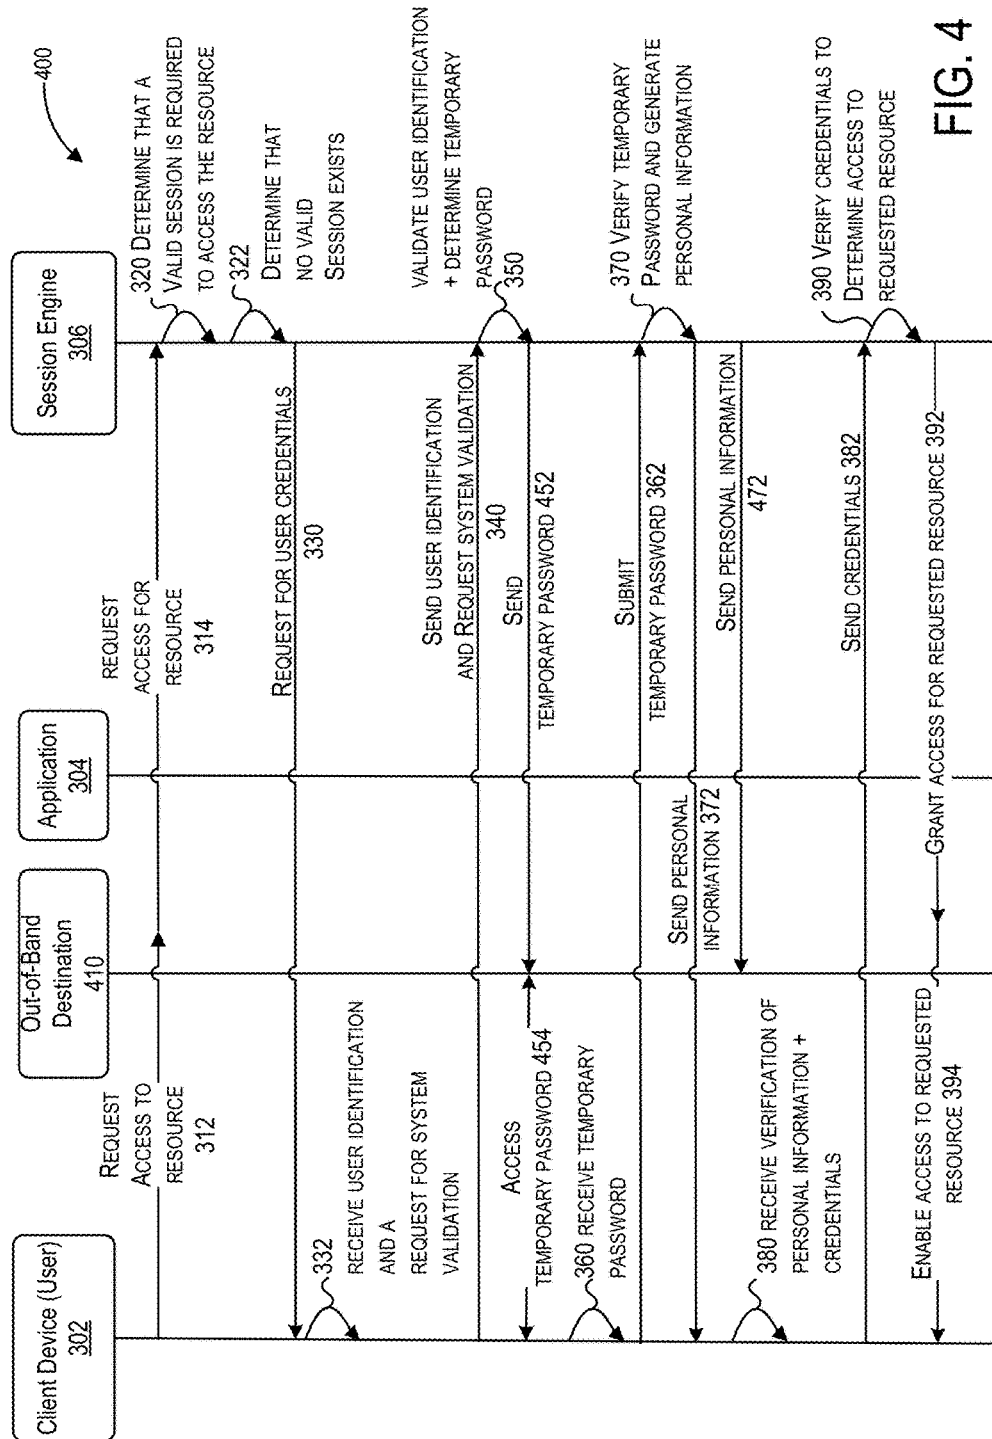 400
Client Device (User)
302
Out-of-Band
Destination
410
Application
304
Session Engine
306
REQUEST
ACCESS TO
RESOURCE
312
REQUEST
ACCESS FOR
RESOURCE
314
320 DETERMINE THAT A
VALID SESSION IS REQUIRED
TO ACCESS THE RESOURCE
322
DETERMINE THAT
NO VALID
SESSION EXISTS
REQUEST FOR USER CREDENTIALS
330
332
RECEIVE USER IDENTIFICATION
AND A
REQUEST FOR SYSTEM
VALIDATION
SEND USER IDENTIFICATION
AND REQUEST SYSTEM VALIDATION
340
VALIDATE USER IDENTIFICATION
+ DETERMINE TEMPORARY
PASSWORD
350
SEND
TEMPORARY PASSWORD 452
ACCESS
TEMPORARY PASSWORD 454
360 RECEIVE TEMPORARY
PASSWORD
SUBMIT
TEMPORARY PASSWORD 362
370 VERIFY TEMPORARY
PASSWORD AND GENERATE
PERSONAL INFORMATION
SEND PERSONAL
INFORMATION 372
SEND PERSONAL INFORMATION
472
380 RECEIVE VERIFICATION OF
PERSONAL INFORMATION +
CREDENTIALS
SEND CREDENTIALS 382
390 VERIFY CREDENTIALS TO
DETERMINE ACCESS TO
REQUESTED RESOURCE
GRANT ACCESS FOR REQUESTED RESOURCE 392
ENABLE ACCESS TO REQUESTED
RESOURCE 394
FIG. 4